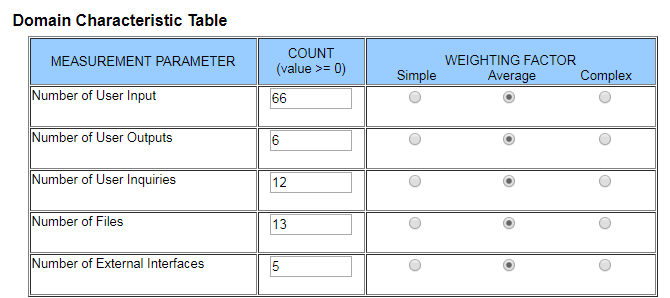 Domain Characteristic Table
MEASUREMENT PARAMETER
COUNT
(value >= 0)
WEIGHTING FACTOR
Simple Average Complex
Number of User Input 66
Number of User Outputs 6
Number of User Inquiries 12
Number of Files 13
Number of External Interfaces 5